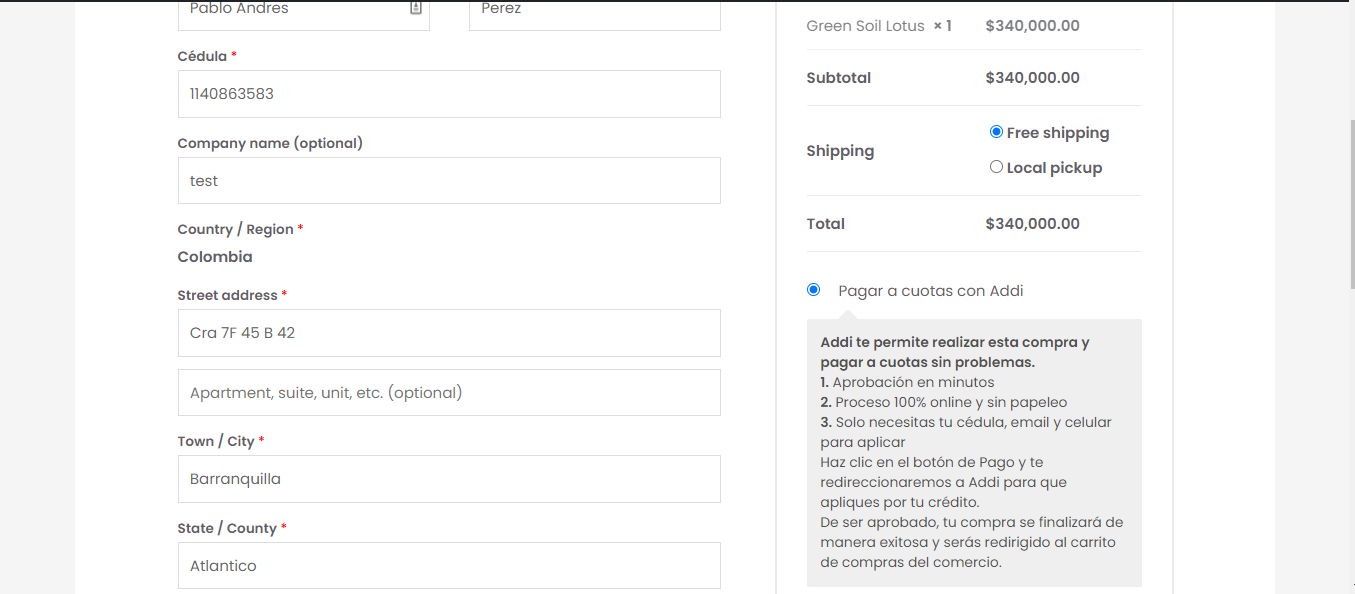 Pablo Andres
Perez
Cédula *
1140863583
Company name (optional)
test
Country / Region *
Colombia
Street address *
Cra 7F 45 B 42
Apartment, suite, unit, etc. (optional)
Town / City *
Barranquilla
State / County *
Atlantico
Green Soil Lotus × 1 $340,000.00
Subtotal $340,000.00
Shipping
Free shipping
Local pickup
Total $340,000.00
Pagar a cuotas con Addi
Addi te permite realizar esta compra y
pagar a cuotas sin problemas.
1. Aprobación en minutos
2. Proceso 100% online y sin papeleo
3. Solo necesitas tu cédula, email y celular
para aplicar
Haz clic en el botón de Pago y te
redireccionaremos a Addi para que
apliques por tu crédito.
De ser aprobado, tu compra se finalizará de
manera exitosa y serás redirigido al carrito
de compras del comercio.